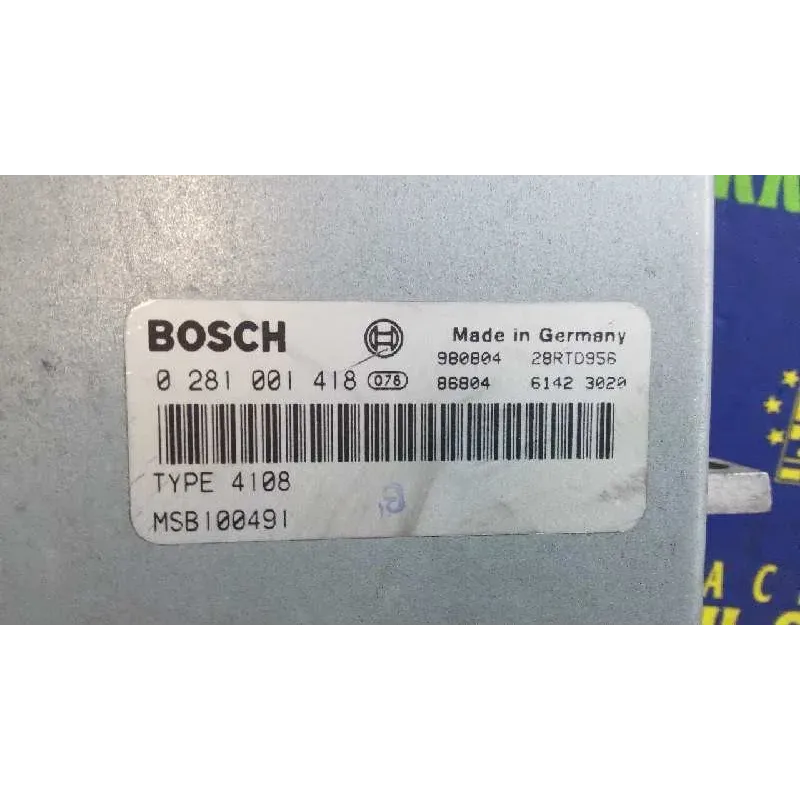 BOSCH
Made in Germany
980804 28RTD956
0 281 001 418 078
86804 6142 3020
TYPE 4108
MSB100491